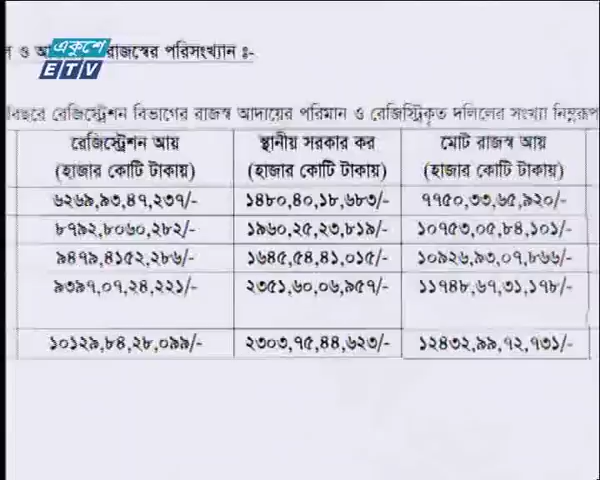 ও রাজস্বের পরিসংখ্যান ঃ-
একুশে
ETV
বছরে রেজিস্ট্রেশন বিভাগের রাজস্ব আদায়ের পরিমান ও রেজিস্ট্রিকৃত দলিলের সংখ্যা নিম্নরূপ
রেজিস্ট্রেশন আয় স্থানীয় সরকার কর মোট রাজস্ব আয়
(হাজার কোটি টাকায়) (হাজার কোটি টাকায়) (হাজার কোটি টাকায়)
৬২৬৯,৯৩,৪৭,২৩৭/- ১৪৮০,৪০,১৮,৬৮৩/- ৭৭৫০,৩৩,৬৫,৯২০/-
৮৭৯২,৮০৬০,২৮২/- ১৯৬০,২৫,২৩,৮১৯/- ১০৭৫৩,০৫,৮৪,১০১/-
৯৪৭৯,৪১৫২,২৮৬/- ১৬৪৫,৫৪,৪১,০১৫/- ১০৯২৬,৯৩,০৭,৮৬৬/-
৯৩৯৭,০৭,২৪,২২১/- ২৩৫১,৬০,০৬,৯৫৭/- ১১৭৪৮,৬৭,৩১,১৭৮/-
১০১২৯,৮৪,২৮,০৯৯/- ২৩০৩,৭৫,৪৪,৬২৩/- ১২৪৩২,৯৯,৭২,৭৩১/-